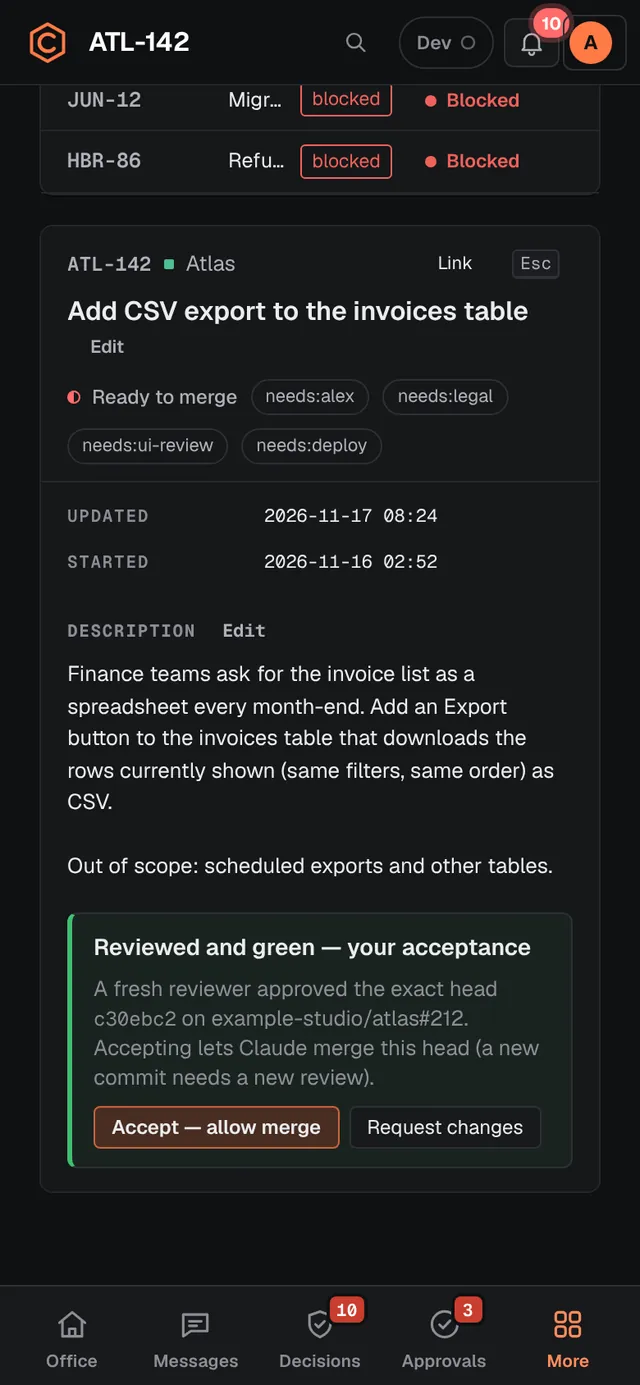 ATL-142
Dev
10
A
JUN-12 Migr… blocked Blocked
HBR-86 Refu… blocked Blocked
ATL-142 Atlas Link Esc
Add CSV export to the invoices table
Edit
Ready to merge needs:alex needs:legal
needs:ui-review needs:deploy
UPDATED 2026-11-17 08:24
STARTED 2026-11-16 02:52
DESCRIPTION Edit
Finance teams ask for the invoice list as a
spreadsheet every month-end. Add an Export
button to the invoices table that downloads the
rows currently shown (same filters, same order) as
CSV.
Out of scope: scheduled exports and other tables.
Reviewed and green — your acceptance
A fresh reviewer approved the exact head
c30ebc2 on example-studio/atlas#212.
Accepting lets Claude merge this head (a new
commit needs a new review).
Accept — allow merge Request changes
10 3
Office Messages Decisions Approvals More